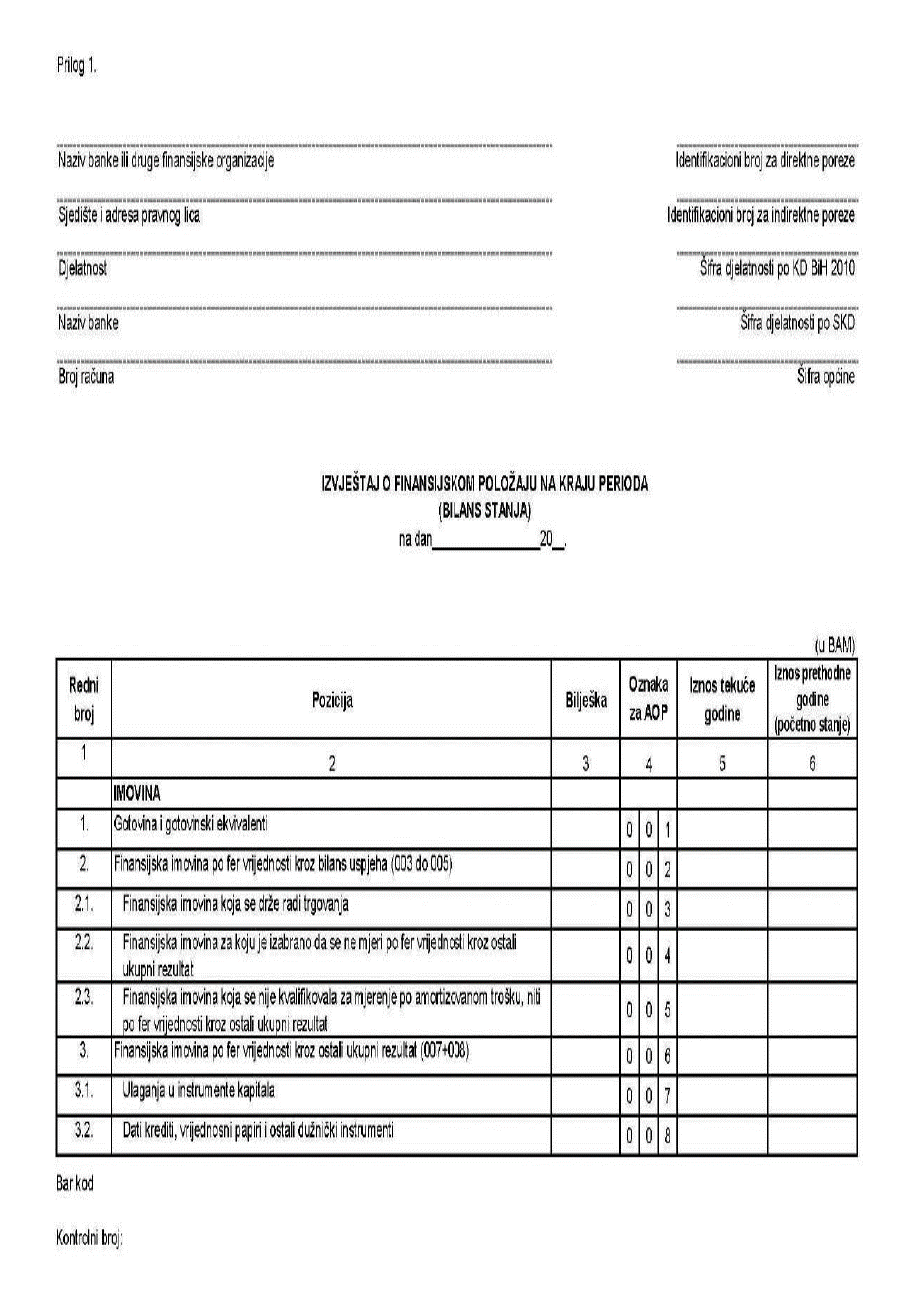 Prilog 1.
Naziv banke ili druge finansijske organizacije
Identifikacioni broj za direktne poreze
Sjedište i adresa pravnog lica
Identifikacioni broj za indirektne poreze
Djelatnost
Šifra djelatnosti po KD BiH 2010
Naziv banke
Šifra djelatnosti po SKD
Broj računa
Šifra općine
IZVJEŠTAJ O FINANSIJSKOM POLOŽAJU NA KRAJU PERIODA
(BILANS STANJA)
na dan_________________20__.
(u BAM)
Redni
broj
Pozicija
Bilješka
Oznaka
za AOP
Iznos tekuće
godine
Iznos prethodne
godine
(početno stanje)
1 2 3 4 5 6
IMOVINA
1. Gotovina i gotovinski ekvivalenti 0 0 1
2. Finansijska imovina po fer vrijednosti kroz bilans uspjeha (003 do 005) 0 0 2
2.1. Finansijska imovina koja se drže radi trgovanja 0 0 3
2.2. Finansijska imovina za koju je izabrano da se ne mjeri po fer vrijednosti kroz ostali
ukupni rezultat 0 0 4
2.3. Finansijska imovina koja se nije kvalifikovala za mjerenje po amortizovanom trošku, niti
po fer vrijednosti kroz ostali ukupni rezultat 0 0 5
3. Finansijska imovina po fer vrijednosti kroz ostali ukupni rezultat (007+008) 0 0 6
3.1. Ulaganja u instrumente kapitala 0 0 7
3.2. Dati krediti, vrijednosni papiri i ostali dužnički instrumenti 0 0 8
Bar kod
Kontrolni broj: